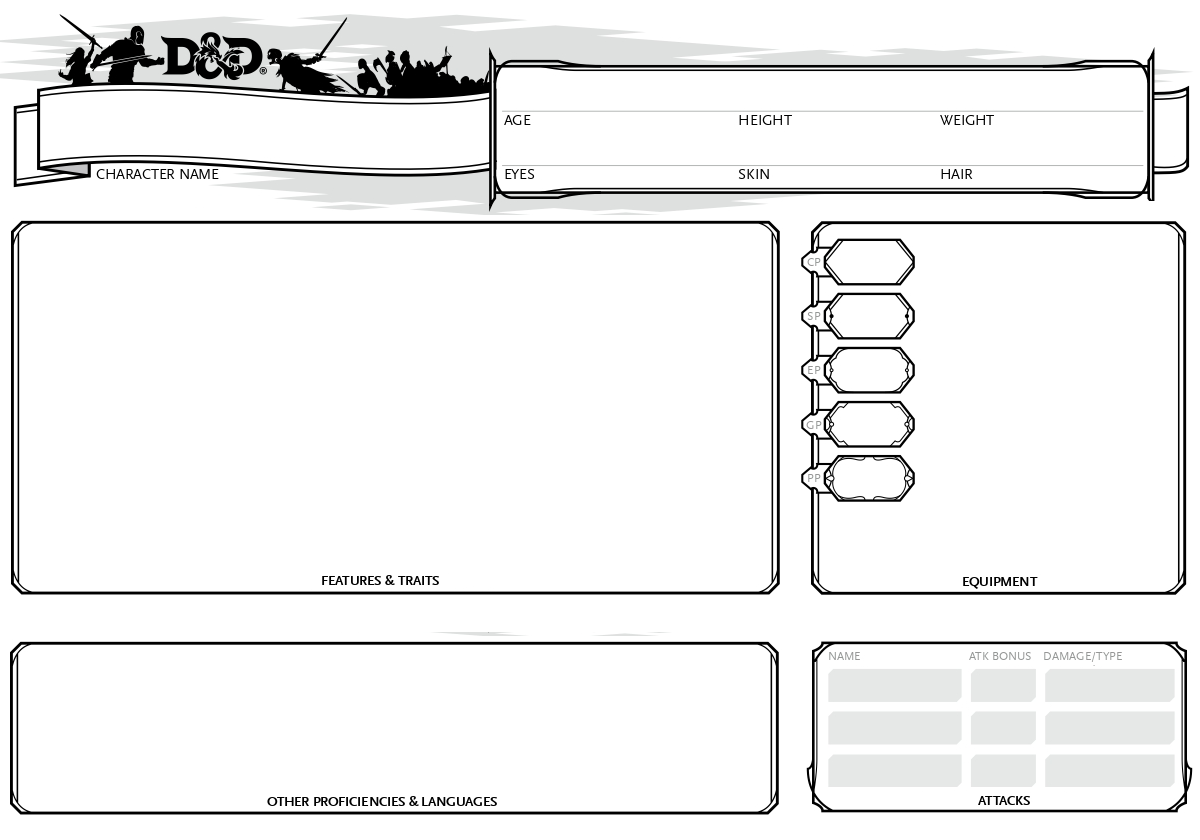 D&D®
AGE HEIGHT WEIGHT
CHARACTER NAME
EYES SKIN HAIR
CP
SP
EP
GP
PP
FEATURES & TRAITS
EQUIPMENT
NAME ATK BONUS DAMAGE/TYPE
OTHER PROFICIENCIES & LANGUAGES
ATTACKS